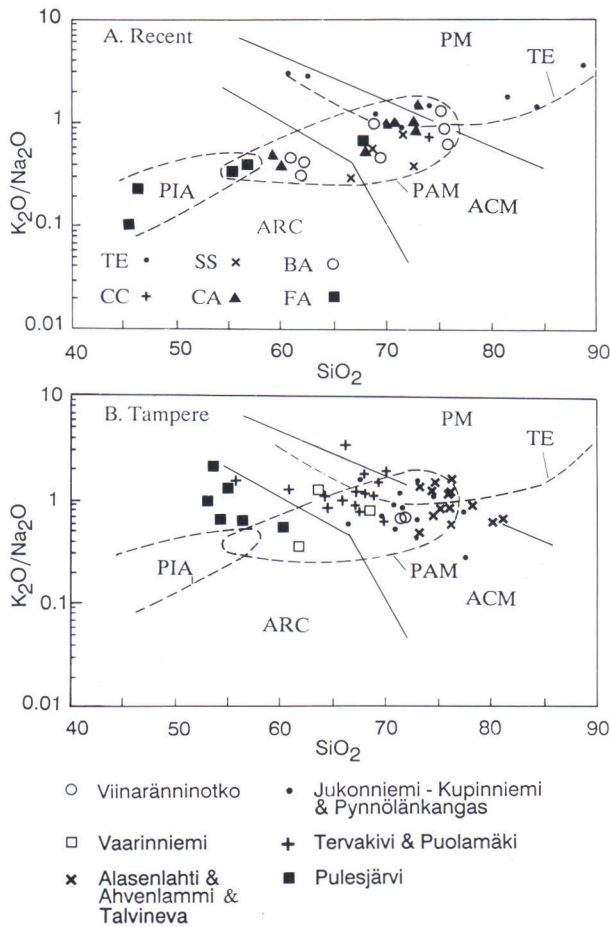 10
A. Recent
PM
TE
1
K2O/Na2O
PIA
0.1
ARC
PAM
ACM
TE • SS × BA ○
CC + CA ▲ FA ■
0.01
40 50 60 70 80 90
SiO2
10
B. Tampere
PM
TE
1
K2O/Na2O
PIA
PAM
0.1
ARC
ACM
0.01
40 50 60 70 80 90
SiO2
○ Viinaränninotko
• Jukonniemi - Kupinniemi
& Pynnölänkangas
□ Vaarinniemi
+ Tervakivi & Puolamäki
× Alasenlahti &
Ahvenlammi &
Talvineva
■ Pulesjärvi